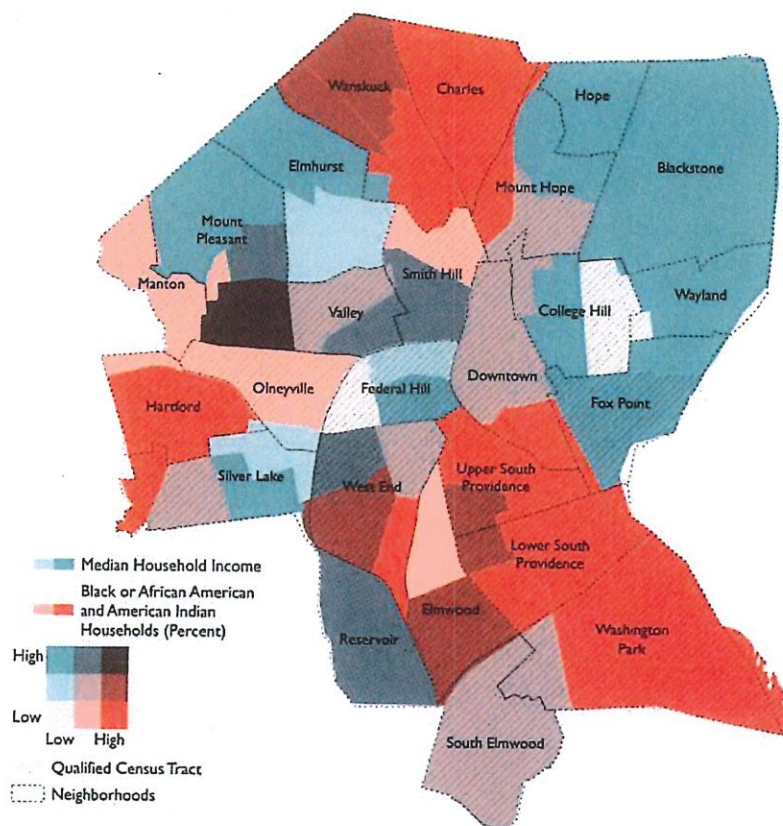 Wanskuck
Charles
Hope
Elmhurst
Blackstone
Mount Hope
Mount
Pleasant
Smith Hill
Manton
Valley
College Hill
Wayland
Olneyville
Federal Hill
Downtown
Hartford
Fox Point
Silver Lake
West End
Upper South
Providence
Lower South
Providence
Elmwood
Reservoir
Washington
Park
South Elmwood
Median Household Income
Black or African American
and American Indian
Households (Percent)
High
Low
Low High
Qualified Census Tract
Neighborhoods